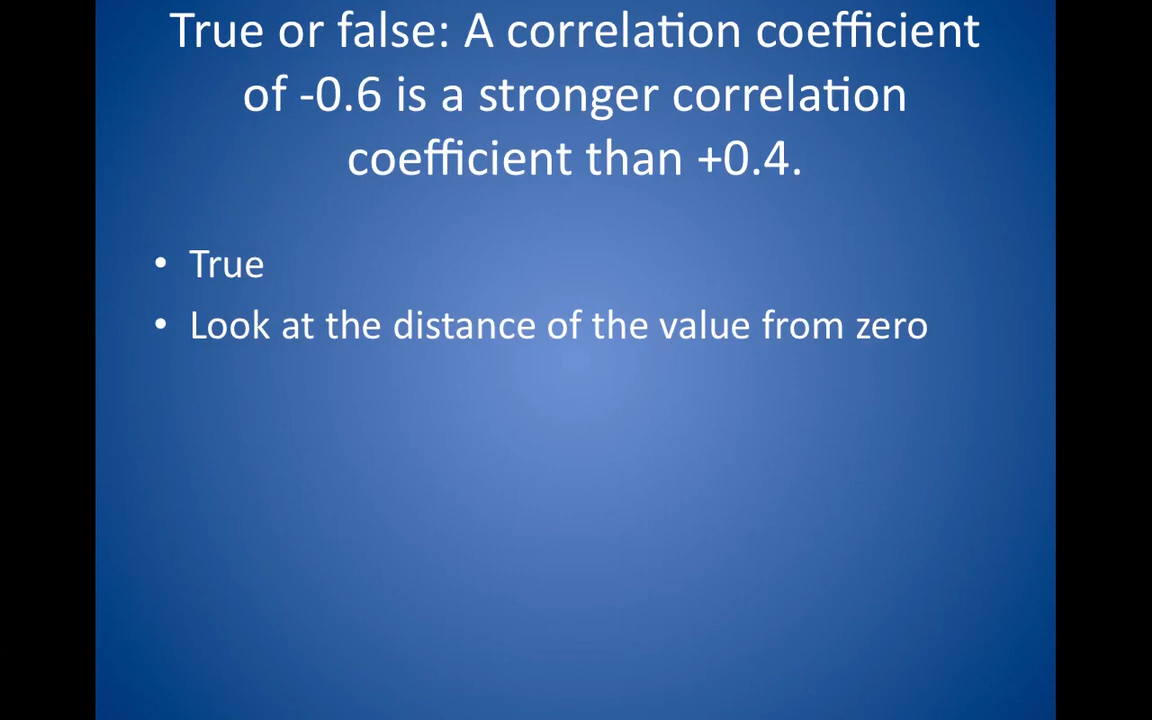 True or false: A correlation coefficient
of -0.6 is a stronger correlation
coefficient than +0.4.
• True
• Look at the distance of the value from zero